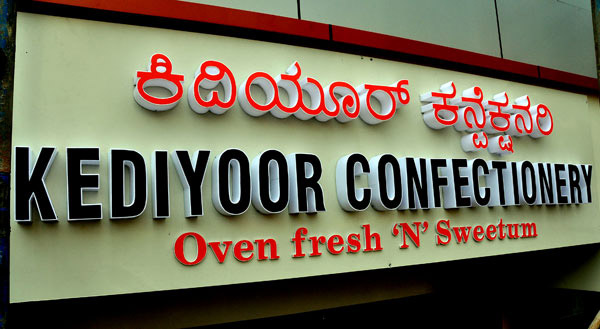 ಕಿದಿಯೂರ್ ಕನ್ಫೆಕ್ಷನರಿ
KEDIYOOR CONFECTIONERY
Oven fresh ‘N’ Sweetum